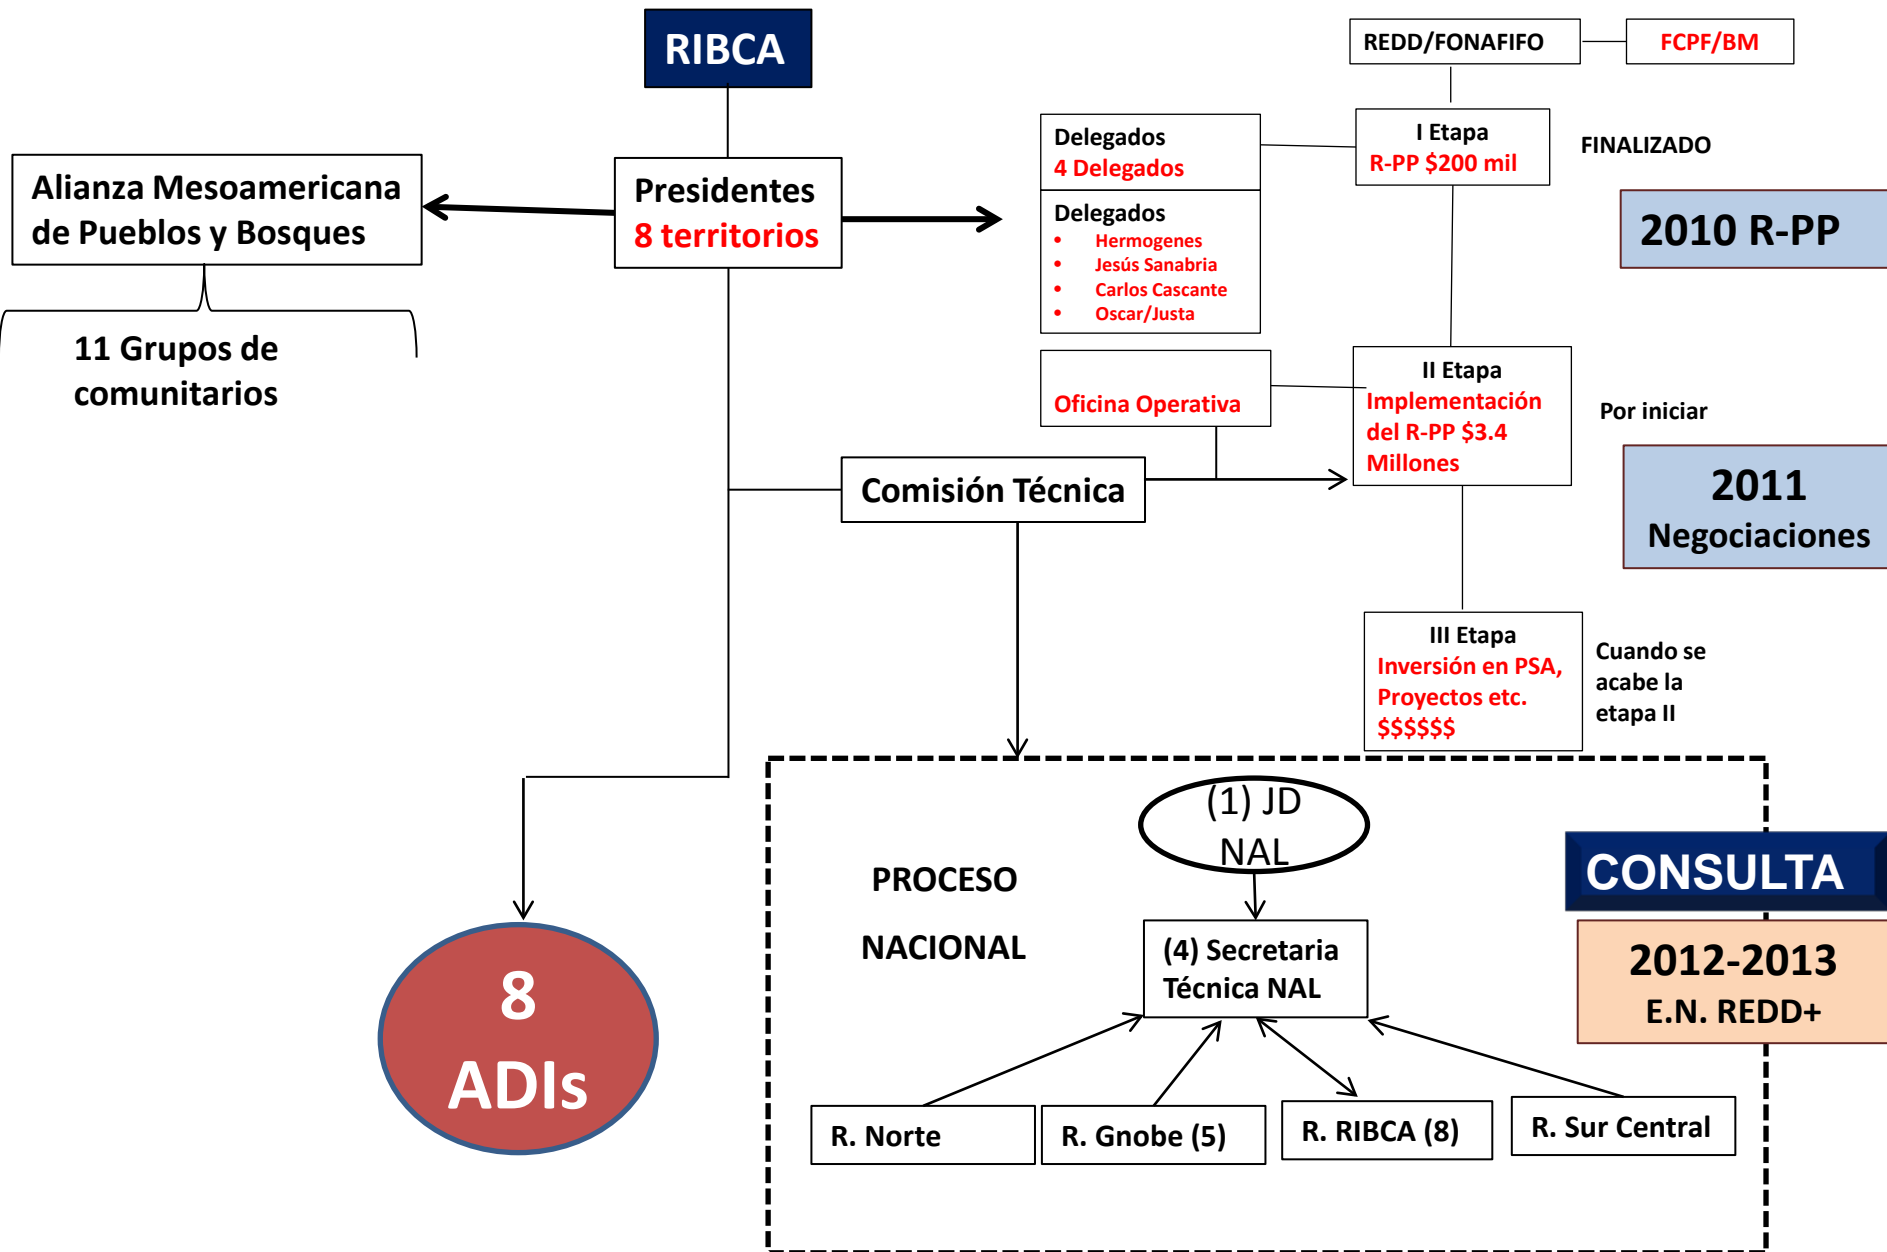 RIBCA
REDD/FONAFIFO
FCPF/BM
Alianza Mesoamericana
de Pueblos y Bosques
11 Grupos de
comunitarios
Presidentes
8 territorios
Delegados
4 Delegados
Delegados
• Hermogenes
• Jesús Sanabria
• Carlos Cascante
• Oscar/Justa
I Etapa
R-PP $200 mil
FINALIZADO
2010 R-PP
Oficina Operativa
II Etapa
Implementación
del R-PP $3.4
Millones
Por iniciar
2011
Negociaciones
Comisión Técnica
III Etapa
Inversión en PSA,
Proyectos etc.
$$$$$$
Cuando se
acabe la
etapa II
8
ADIs
PROCESO
NACIONAL
(1) JD
NAL
(4) Secretaria
Técnica NAL
R. Norte
R. Gnobe (5)
R. RIBCA (8)
R. Sur Central
CONSULTA
2012-2013
E.N. REDD+